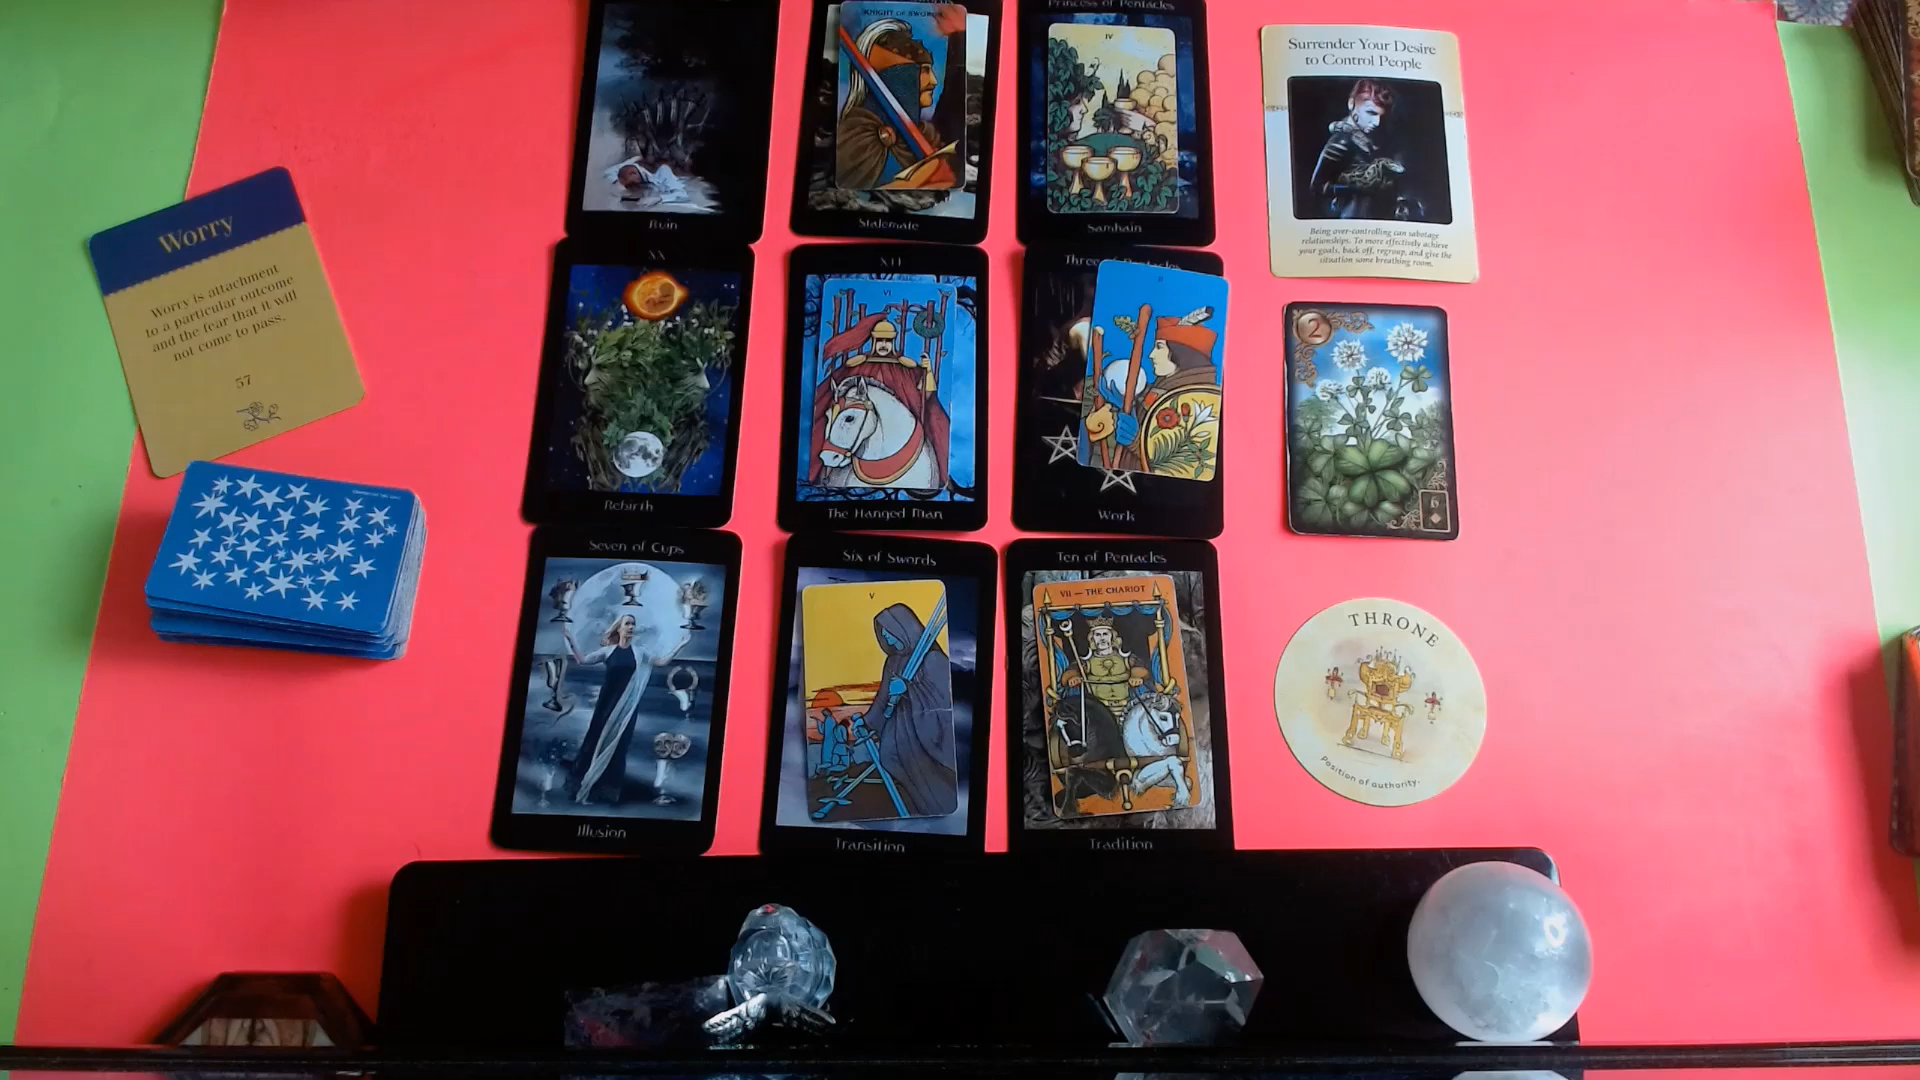 Worry
Worry is attachment
to a particular outcome
and the fear that it will
not come to pass.
57
Ruin
KNIGHT OF SWORDS
Stalemate
Princess of Pentacles
IV
Samhain
Surrender Your Desire
to Control People
Being over-controlling can sabotage
relationships. To more effectively achieve
your goals, back off, regroup, and give the
situation some breathing room.
XX
Rebirth
XII
VI
The Hanged Man
Three of Pentacles
II
Work
2
6
Seven of Cups
Illusion
Six of Swords
V
Transition
Ten of Pentacles
VII — THE CHARIOT
Tradition
THRONE
Position of authority.